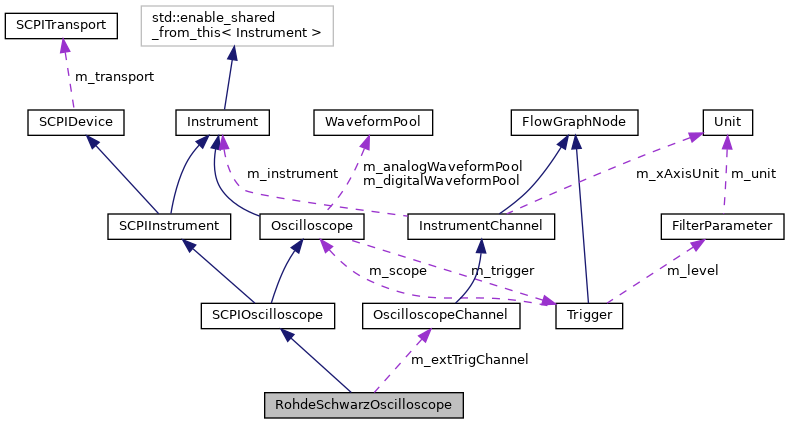 std::enable_shared
_from_this< Instrument >
SCPITransport
m_transport
SCPIDevice
Instrument
WaveformPool
FlowGraphNode
Unit
m_instrument
m_analogWaveformPool
m_digitalWaveformPool
m_xAxisUnit
m_unit
SCPIInstrument
Oscilloscope
InstrumentChannel
FilterParameter
m_scope
m_trigger
m_level
SCPIOscilloscope
OscilloscopeChannel
Trigger
m_extTrigChannel
RohdeSchwarzOscilloscope